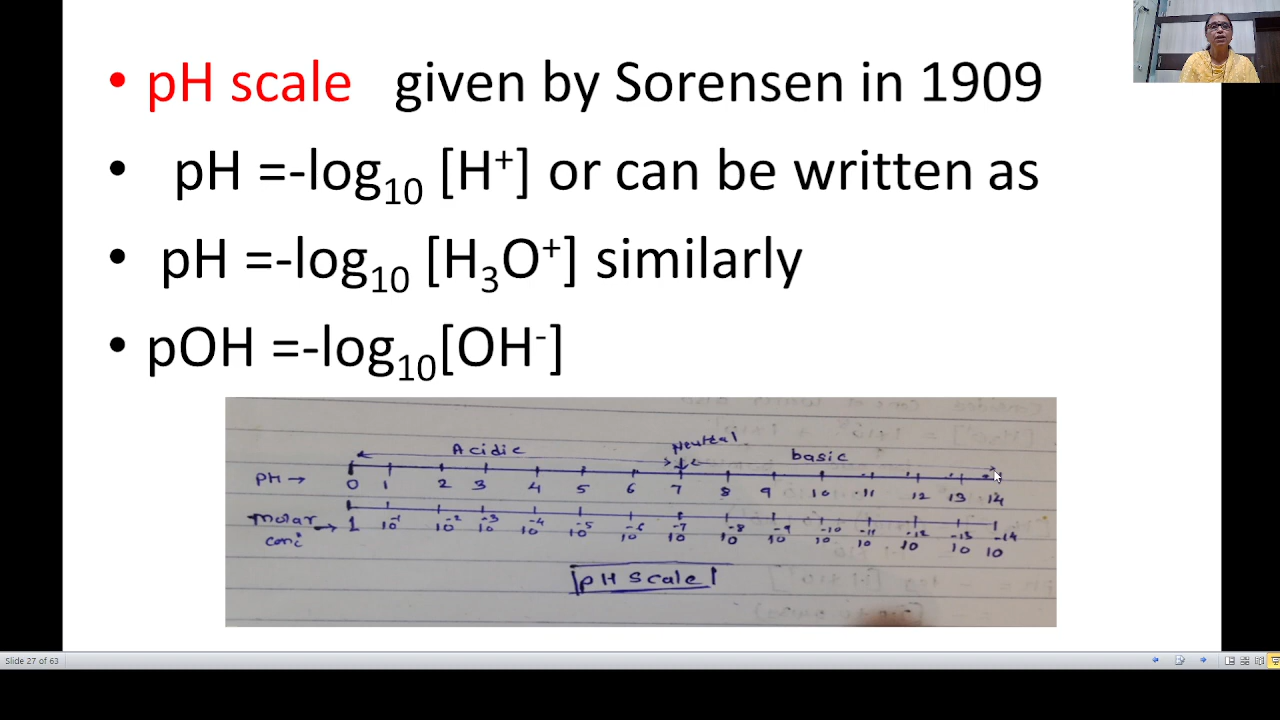 • pH scale given by Sorensen in 1909
• pH =-log₁₀ [H⁺] or can be written as
• pH =-log₁₀ [H₃O⁺] similarly
• pOH =-log₁₀[OH⁻]
Acidic Neutral basic
PH → 0 1 2 3 4 5 6 7 8 9 10 11 12 13 14
Molar conc → 1 10⁻¹ 10⁻² 10⁻³ 10⁻⁴ 10⁻⁵ 10⁻⁶ 10⁻⁷ 10⁻⁸ 10⁻⁹ 10⁻¹⁰ 10⁻¹¹ 10⁻¹² 10⁻¹³ 10⁻¹⁴
pH Scale
Slide 27 of 63